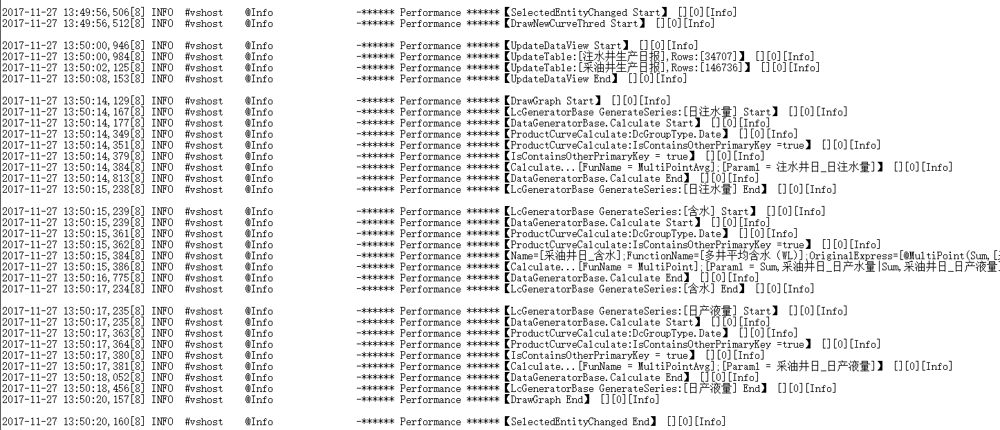 2017-11-27 13:49:56,506[8] INFO #vshost @Info -****** Performance ******【SelectedEntityChanged Start】 [][0][Info]
2017-11-27 13:49:56,512[8] INFO #vshost @Info -****** Performance ******【DrawNewCurveThred Start】 [][0][Info]
2017-11-27 13:50:00,946[8] INFO #vshost @Info -****** Performance ******【UpdateDataView Start】 [][0][Info]
2017-11-27 13:50:00,984[8] INFO #vshost @Info -****** Performance ******【UpdateTable:[注水井生产日报],Rows:[34707]】 [][0][Info]
2017-11-27 13:50:02,125[8] INFO #vshost @Info -****** Performance ******【UpdateTable:[采油井生产日报],Rows:[146736]】 [][0][Info]
2017-11-27 13:50:08,153[8] INFO #vshost @Info -****** Performance ******【UpdateDataView End】 [][0][Info]
2017-11-27 13:50:14,129[8] INFO #vshost @Info -****** Performance ******【DrawGraph Start】 [][0][Info]
2017-11-27 13:50:14,167[8] INFO #vshost @Info -****** Performance ******【LcGeneratorBase GenerateSeries:[日注水量] Start】 [][0][Info]
2017-11-27 13:50:14,177[8] INFO #vshost @Info -****** Performance ******【DataGeneratorBase.Calculate Start】 [][0][Info]
2017-11-27 13:50:14,349[8] INFO #vshost @Info -****** Performance ******【ProductCurveCalculate:DcGroupType.Date】 [][0][Info]
2017-11-27 13:50:14,351[8] INFO #vshost @Info -****** Performance ******【ProductCurveCalculate:IsContainsOtherPrimaryKey =true】 [][0][Info]
2017-11-27 13:50:14,379[8] INFO #vshost @Info -****** Performance ******【IsContainsOtherPrimaryKey = true】 [][0][Info]
2017-11-27 13:50:14,384[8] INFO #vshost @Info -****** Performance ******【Calculate...[FunName = MultiPointAvg];[Param1 = 注水井日_日注水量]】 [][0][Info]
2017-11-27 13:50:14,813[8] INFO #vshost @Info -****** Performance ******【DataGeneratorBase.Calculate End】 [][0][Info]
2017-11-27 13:50:15,238[8] INFO #vshost @Info -****** Performance ******【LcGeneratorBase GenerateSeries:[日注水量] End】 [][0][Info]
2017-11-27 13:50:15,239[8] INFO #vshost @Info -****** Performance ******【LcGeneratorBase GenerateSeries:[含水] Start】 [][0][Info]
2017-11-27 13:50:15,239[8] INFO #vshost @Info -****** Performance ******【DataGeneratorBase.Calculate Start】 [][0][Info]
2017-11-27 13:50:15,361[8] INFO #vshost @Info -****** Performance ******【ProductCurveCalculate:DcGroupType.Date】 [][0][Info]
2017-11-27 13:50:15,362[8] INFO #vshost @Info -****** Performance ******【ProductCurveCalculate:IsContainsOtherPrimaryKey =true】 [][0][Info]
2017-11-27 13:50:15,384[8] INFO #vshost @Info -****** Performance ******【Name=[采油井日_含水];FunctionName=[多井平均含水（WL）];OriginalExpress=[@MultiPoint(Sum,[
2017-11-27 13:50:15,386[8] INFO #vshost @Info -****** Performance ******【Calculate...[FunName = MultiPoint];[Param1 = Sum,采油井日_日产水量|Sum,采油井日_日产液量]
2017-11-27 13:50:16,775[8] INFO #vshost @Info -****** Performance ******【DataGeneratorBase.Calculate End】 [][0][Info]
2017-11-27 13:50:17,234[8] INFO #vshost @Info -****** Performance ******【LcGeneratorBase GenerateSeries:[含水] End】 [][0][Info]
2017-11-27 13:50:17,235[8] INFO #vshost @Info -****** Performance ******【LcGeneratorBase GenerateSeries:[日产液量] Start】 [][0][Info]
2017-11-27 13:50:17,235[8] INFO #vshost @Info -****** Performance ******【DataGeneratorBase.Calculate Start】 [][0][Info]
2017-11-27 13:50:17,363[8] INFO #vshost @Info -****** Performance ******【ProductCurveCalculate:DcGroupType.Date】 [][0][Info]
2017-11-27 13:50:17,364[8] INFO #vshost @Info -****** Performance ******【ProductCurveCalculate:IsContainsOtherPrimaryKey =true】 [][0][Info]
2017-11-27 13:50:17,380[8] INFO #vshost @Info -****** Performance ******【IsContainsOtherPrimaryKey = true】 [][0][Info]
2017-11-27 13:50:17,381[8] INFO #vshost @Info -****** Performance ******【Calculate...[FunName = MultiPointAvg];[Param1 = 采油井日_日产液量]】 [][0][Info]
2017-11-27 13:50:18,052[8] INFO #vshost @Info -****** Performance ******【DataGeneratorBase.Calculate End】 [][0][Info]
2017-11-27 13:50:18,456[8] INFO #vshost @Info -****** Performance ******【LcGeneratorBase GenerateSeries:[日产液量] End】 [][0][Info]
2017-11-27 13:50:20,157[8] INFO #vshost @Info -****** Performance ******【DrawGraph End】 [][0][Info]
2017-11-27 13:50:20,160[8] INFO #vshost @Info -****** Performance ******【SelectedEntityChanged End】 [][0][Info]